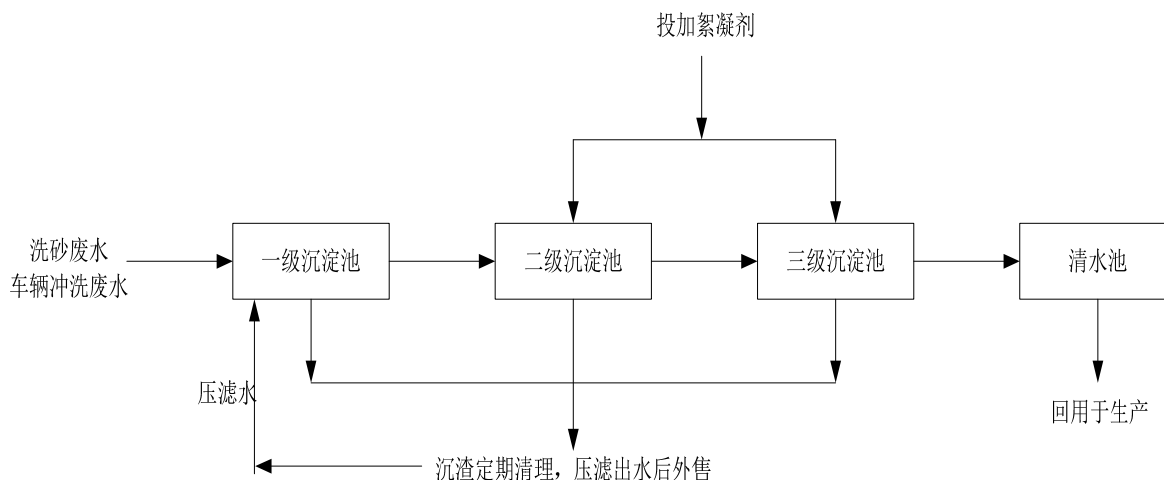 投加絮凝剂
洗砂废水
车辆冲洗废水
一级沉淀池
二级沉淀池
三级沉淀池
清水池
压滤水
回用于生产
沉渣定期清理，压滤出水后外售